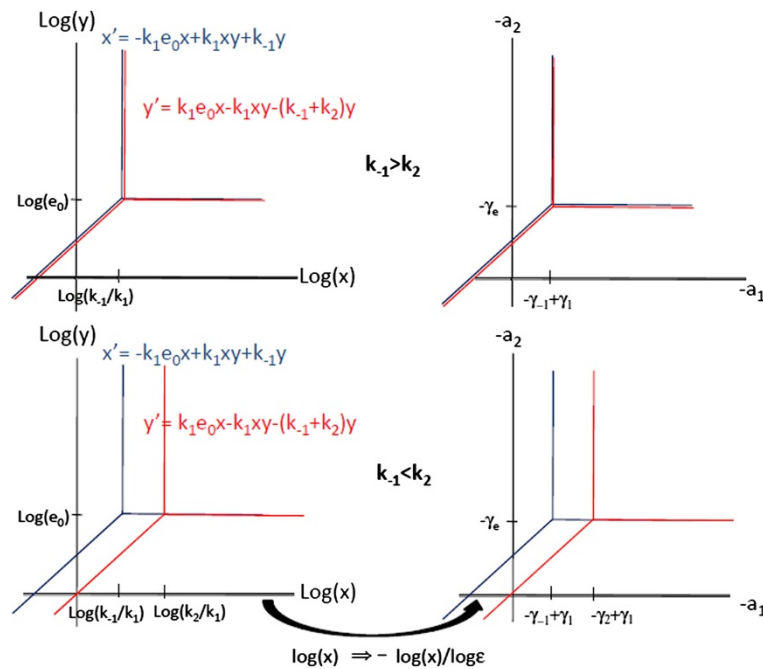 Log(y)
x’= -k₁e₀x+k₁xy+k₋₁y
y’= k₁e₀x-k₁xy-(k₋₁+k₂)y
Log(e₀)
Log(x)
Log(k₋₁/k₁)
k₋₁>k₂
-a₂
-γₑ
-γ₋₁+γ₁
-a₁
Log(y)
x’= -k₁e₀x+k₁xy+k₋₁y
y’= k₁e₀x-k₁xy-(k₋₁+k₂)y
Log(e₀)
Log(x)
Log(k₋₁/k₁)
Log(k₂/k₁)
k₋₁<k₂
-a₂
-γₑ
-γ₋₁+γ₁
-γ₂+γ₁
-a₁
log(x) ⇒ - log(x)/logε